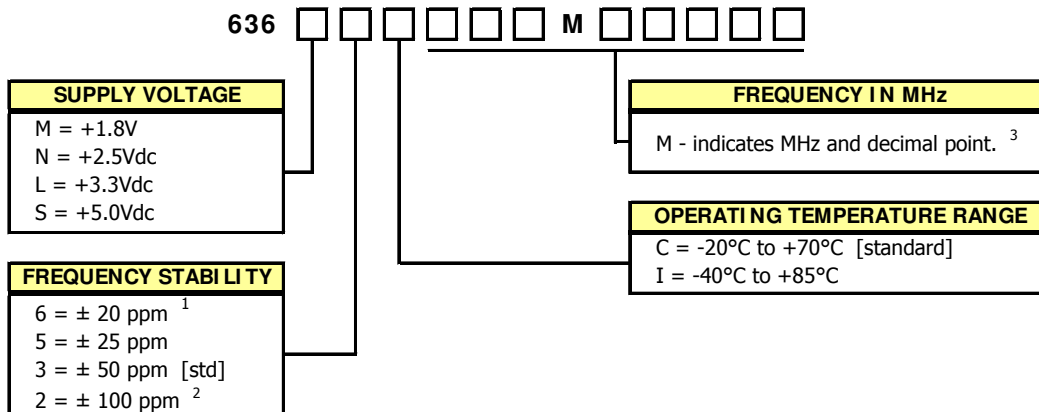 636 M
SUPPLY VOLTAGE
M = +1.8V
N = +2.5Vdc
L = +3.3Vdc
S = +5.0Vdc
FREQUENCY STABILITY
6 = ± 20 ppm 1
5 = ± 25 ppm
3 = ± 50 ppm [std]
2 = ± 100 ppm 2
FREQUENCY IN MHz
M - indicates MHz and decimal point. 3
OPERATING TEMPERATURE RANGE
C = -20°C to +70°C [standard]
I = -40°C to +85°C